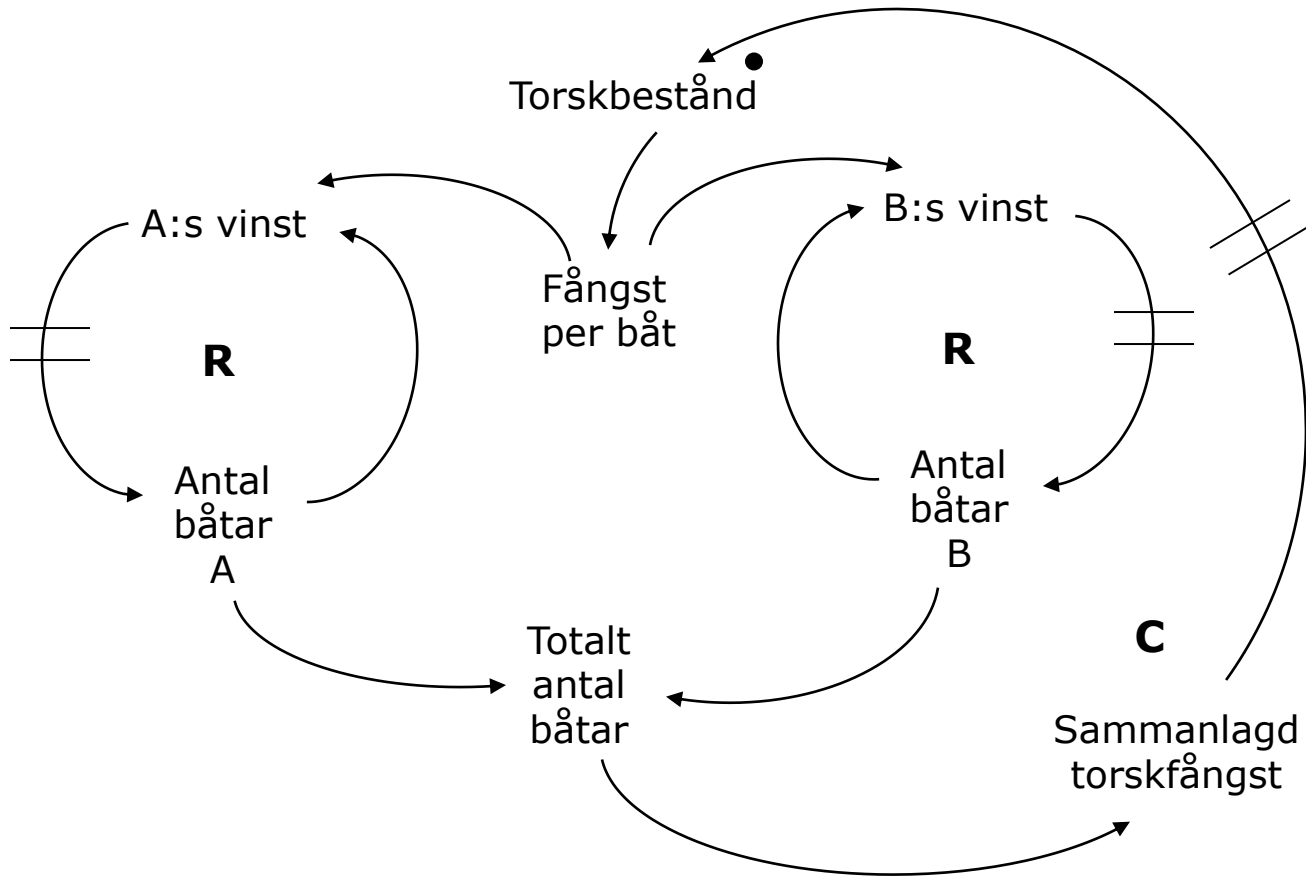 Torskbestånd
A:s vinst
B:s vinst
Fångst
per båt
R
R
Antal
båtar
A
Antal
båtar
B
Totalt
antal
båtar
C
Sammanlagd
torskfångst